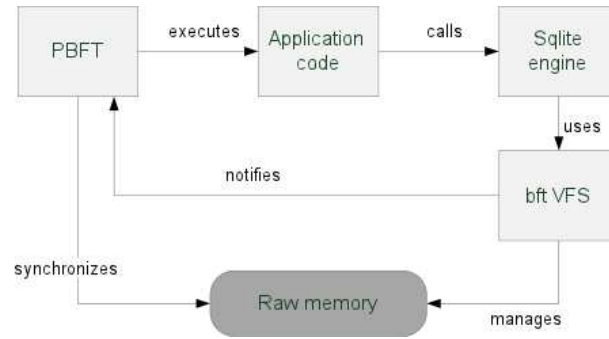 PBFT
executes
Application
code
calls
Sqlite
engine
uses
notifies
bft VFS
synchronizes
Raw memory
manages